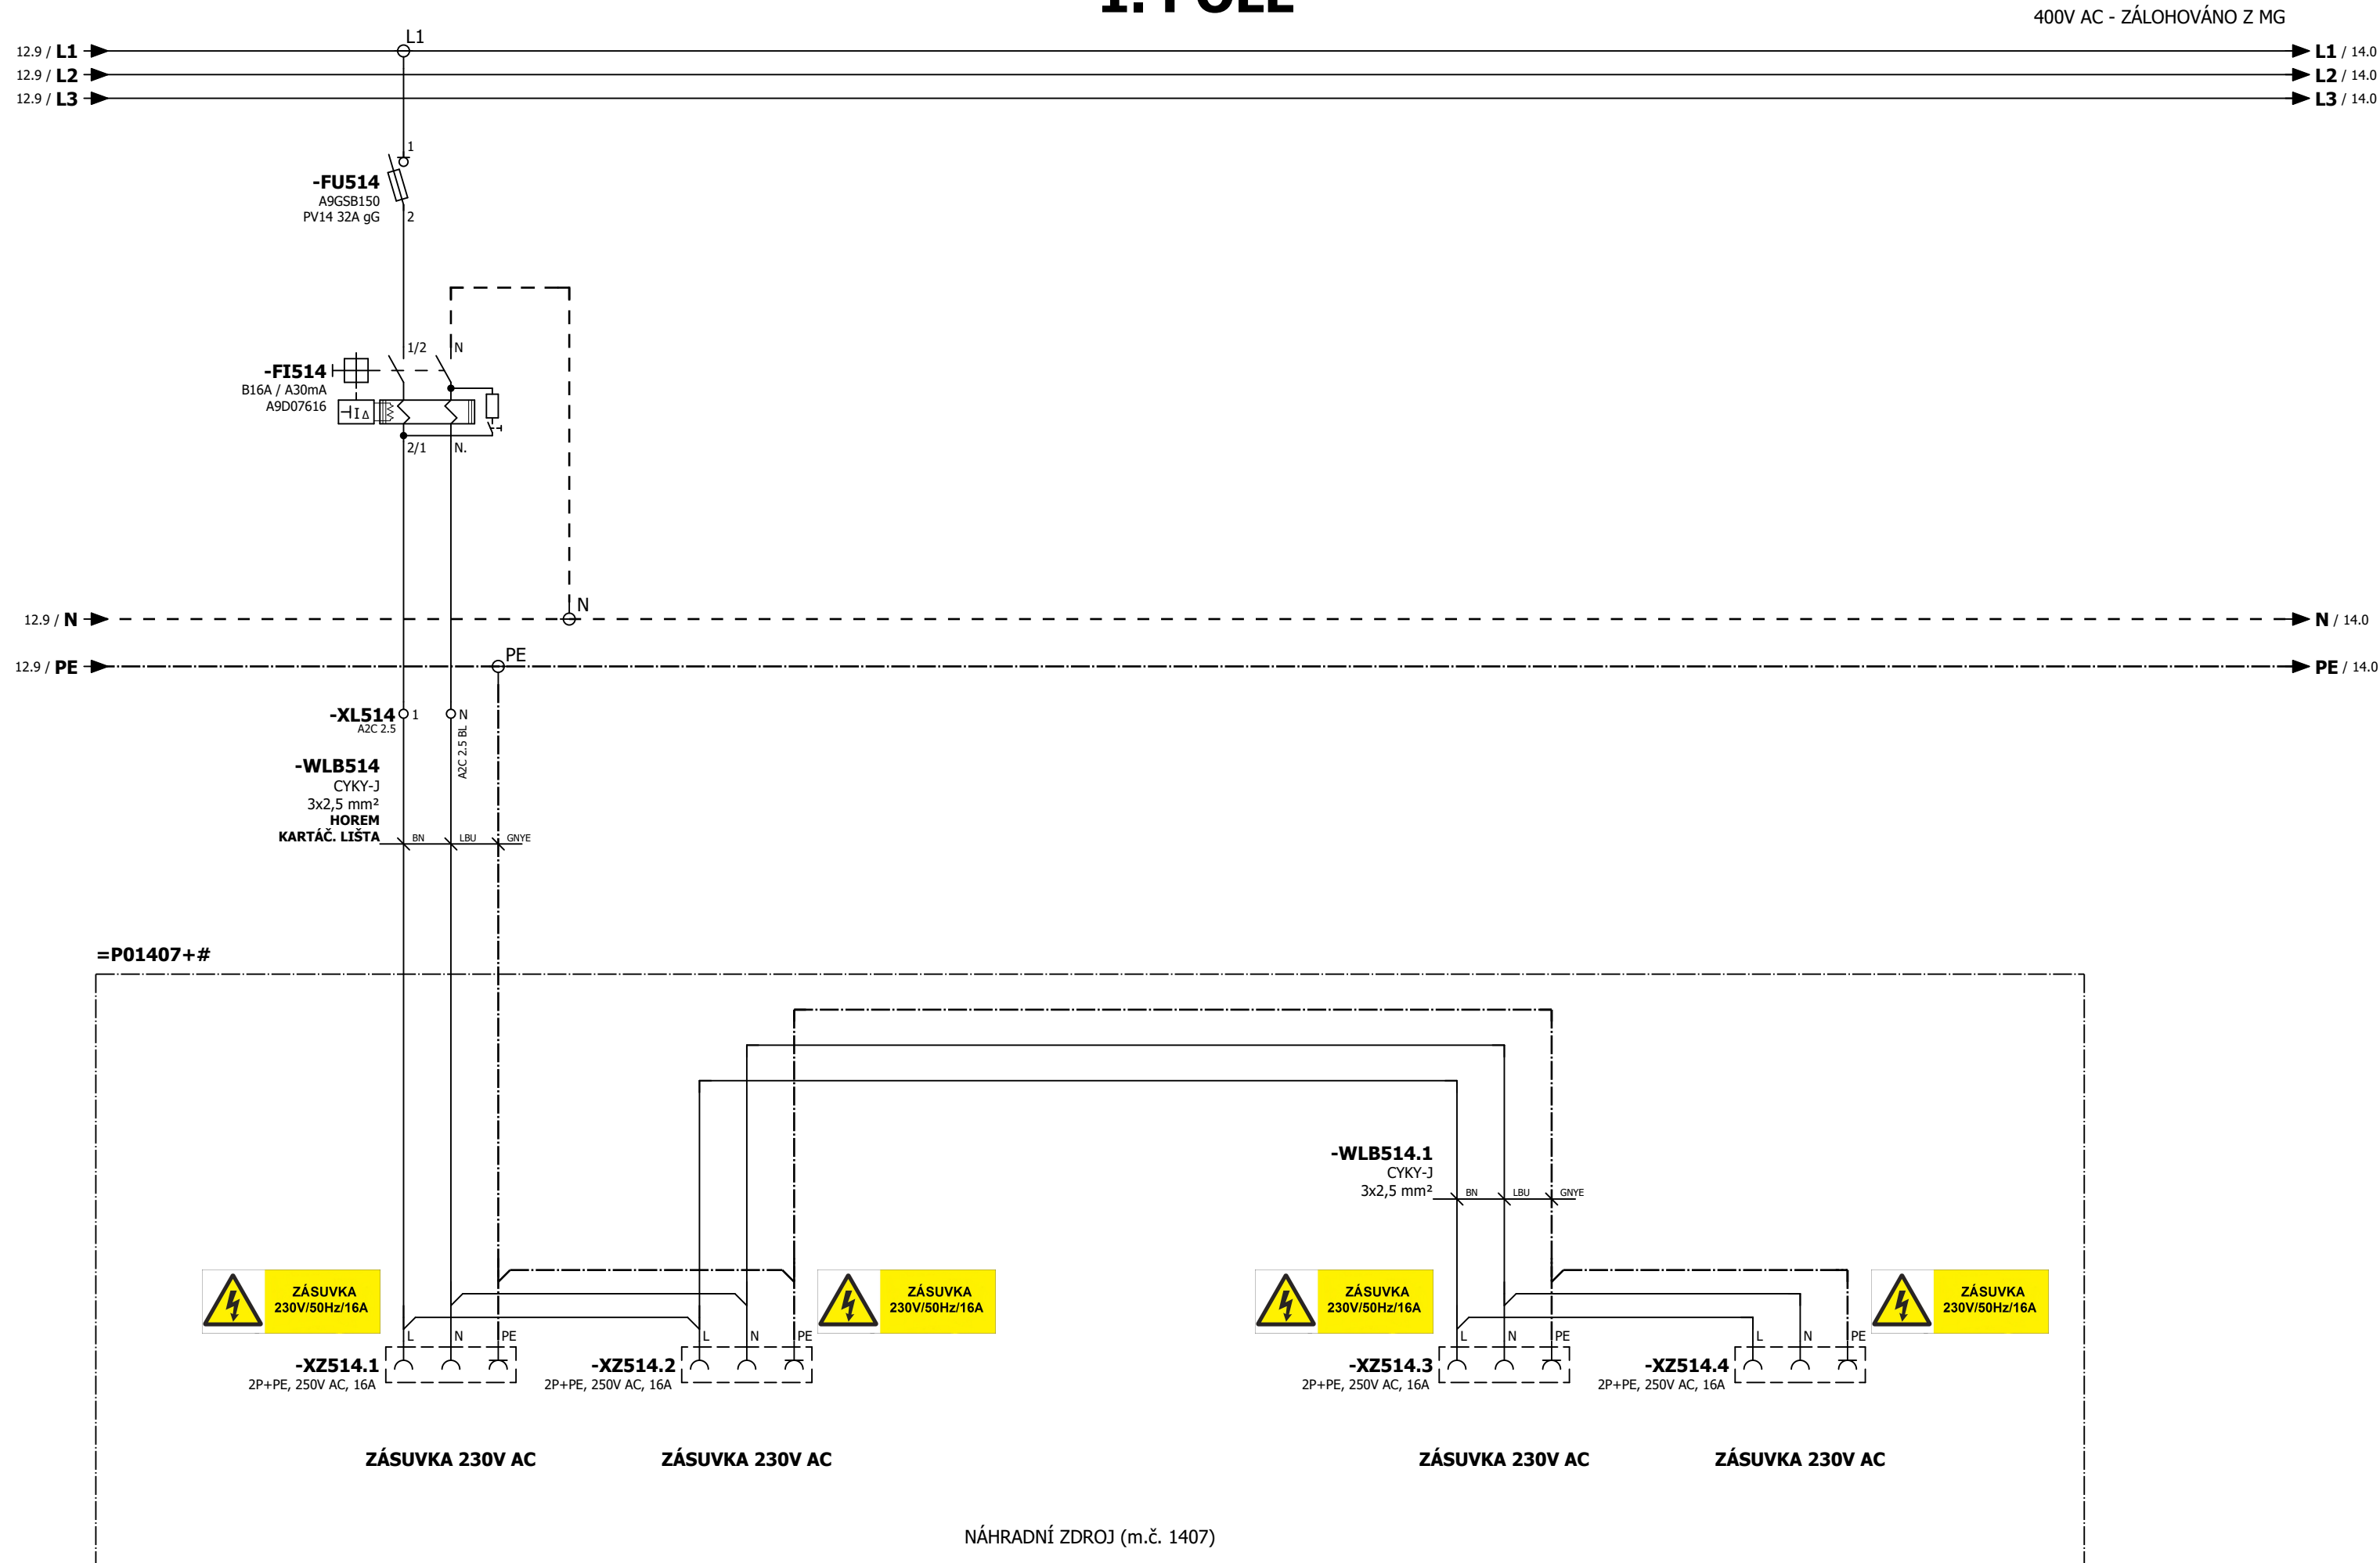 1. POLE
400V AC - ZÁLOHOVÁNO Z MG
12.9 / L1
L1
L1 / 14.0
12.9 / L2
L2 / 14.0
12.9 / L3
L3 / 14.0
1
-FU514
A9GSB150
PV14 32A gG
2
1/2
N
-FI514
B16A / A30mA
A9D07616
I Δ
2/1
N.
12.9 / N
N
N / 14.0
12.9 / PE
PE
PE / 14.0
-XL514
1
N
A2C 2.5
A2C 2.5 BL
-WLB514
CYKY-J
3x2,5 mm²
HOREM
KARTÁČ. LIŠTA
BN
LBU
GNYE
=P01407+#
-WLB514.1
CYKY-J
3x2,5 mm²
BN
LBU
GNYE
ZÁSUVKA
230V/50Hz/16A
ZÁSUVKA
230V/50Hz/16A
ZÁSUVKA
230V/50Hz/16A
ZÁSUVKA
230V/50Hz/16A
L
N
PE
L
N
PE
L
N
PE
L
N
PE
-XZ514.1
2P+PE, 250V AC, 16A
-XZ514.2
2P+PE, 250V AC, 16A
-XZ514.3
2P+PE, 250V AC, 16A
-XZ514.4
2P+PE, 250V AC, 16A
ZÁSUVKA 230V AC
ZÁSUVKA 230V AC
ZÁSUVKA 230V AC
ZÁSUVKA 230V AC
NÁHRADNÍ ZDROJ (m.č. 1407)